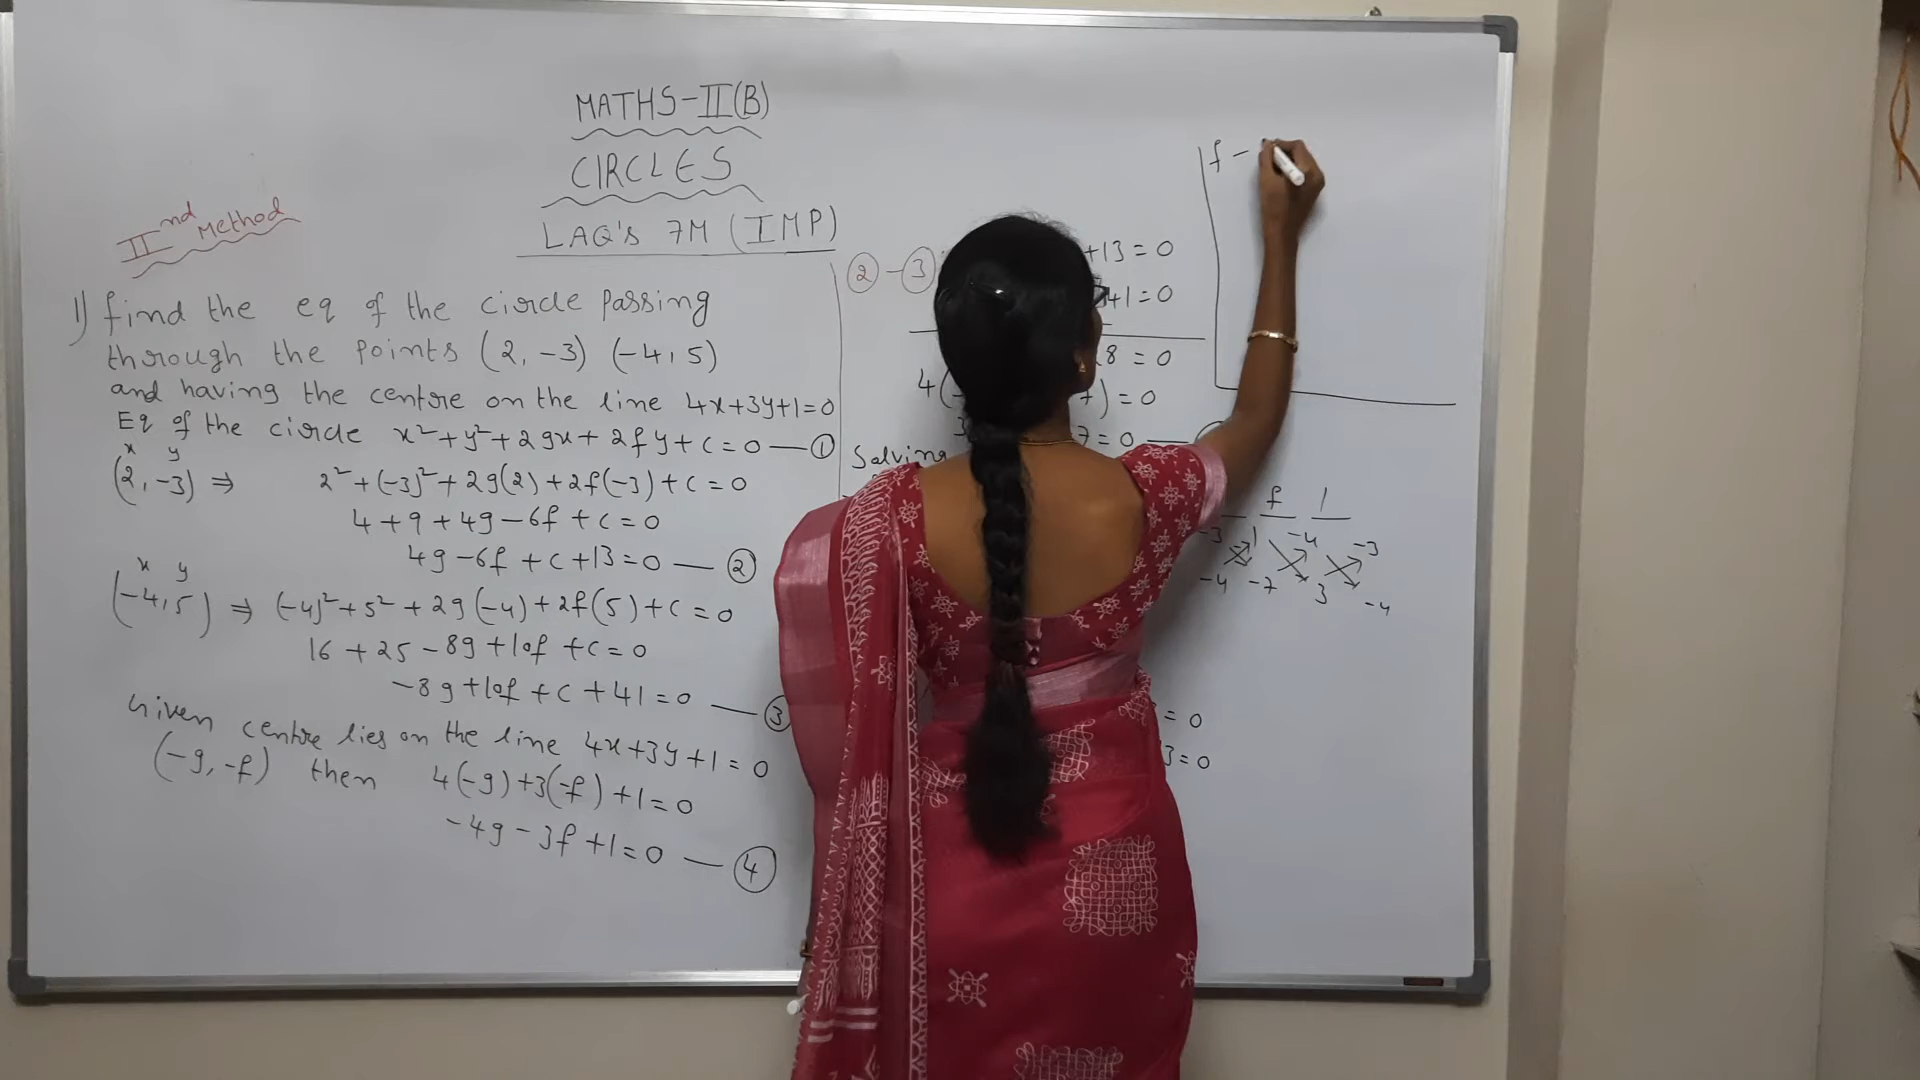 MATHS-II(B)
CIRCLES
LAQ's 7M (IMP)
IInd Method
1) find the eq of the circle passing
through the points (2, -3) (-4, 5)
and having the centre on the line 4x+3y+1=0
Eq of the circle x²+y²+2gx+2fy+c=0 — ①
x y
(2, -3) ⇒ 2²+(-3)²+2g(2)+2f(-3)+c=0
4+9+4g-6f+c=0
4g-6f+c+13=0 — ②
x y
(-4, 5) ⇒ (-4)²+5²+2g(-4)+2f(5)+c=0
16+25-8g+10f+c=0
-8g+10f+c+41=0 — ③
Given centre lies on the line 4x+3y+1=0
(-g, -f) then 4(-g)+3(-f)+1=0
-4g-3f+1=0 — ④
②-③
+13=0
41=0
8=0
4( 7)=0
3 7=0 —
Solving
f 1
-3 1 -4 -3
-4 -7 3 -4
=0
3=0
f -